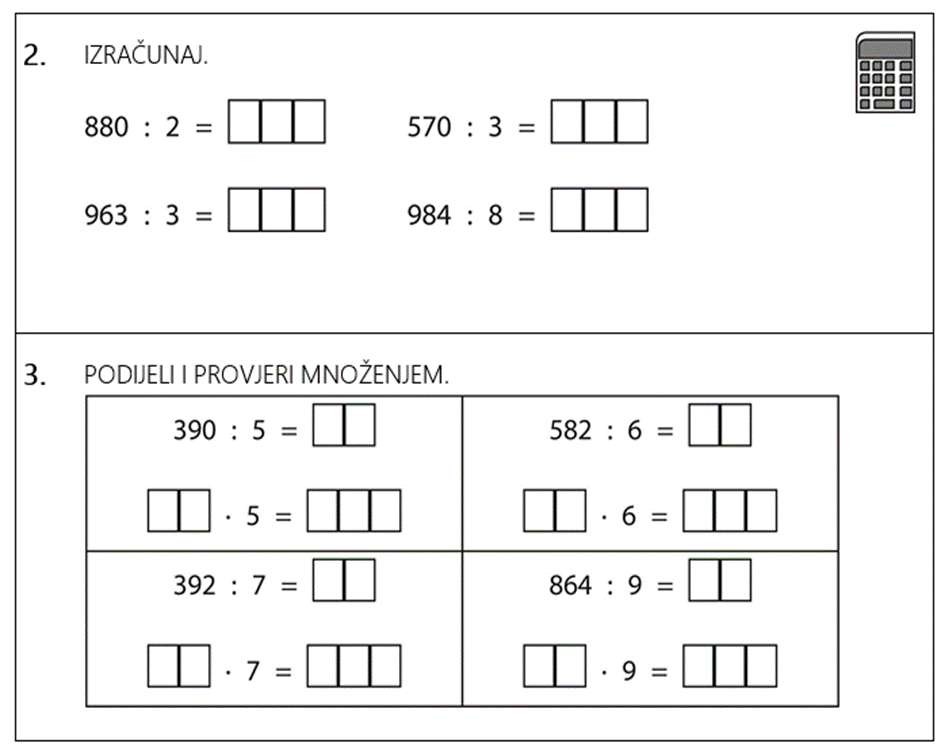 2. IZRAČUNAJ.
880 : 2 = 570 : 3 =
963 : 3 = 984 : 8 =
3. PODIJELI I PROVJERI MNOŽENJEM.
390 : 5 = 582 : 6 =
· 5 = · 6 =
392 : 7 = 864 : 9 =
· 7 = · 9 =